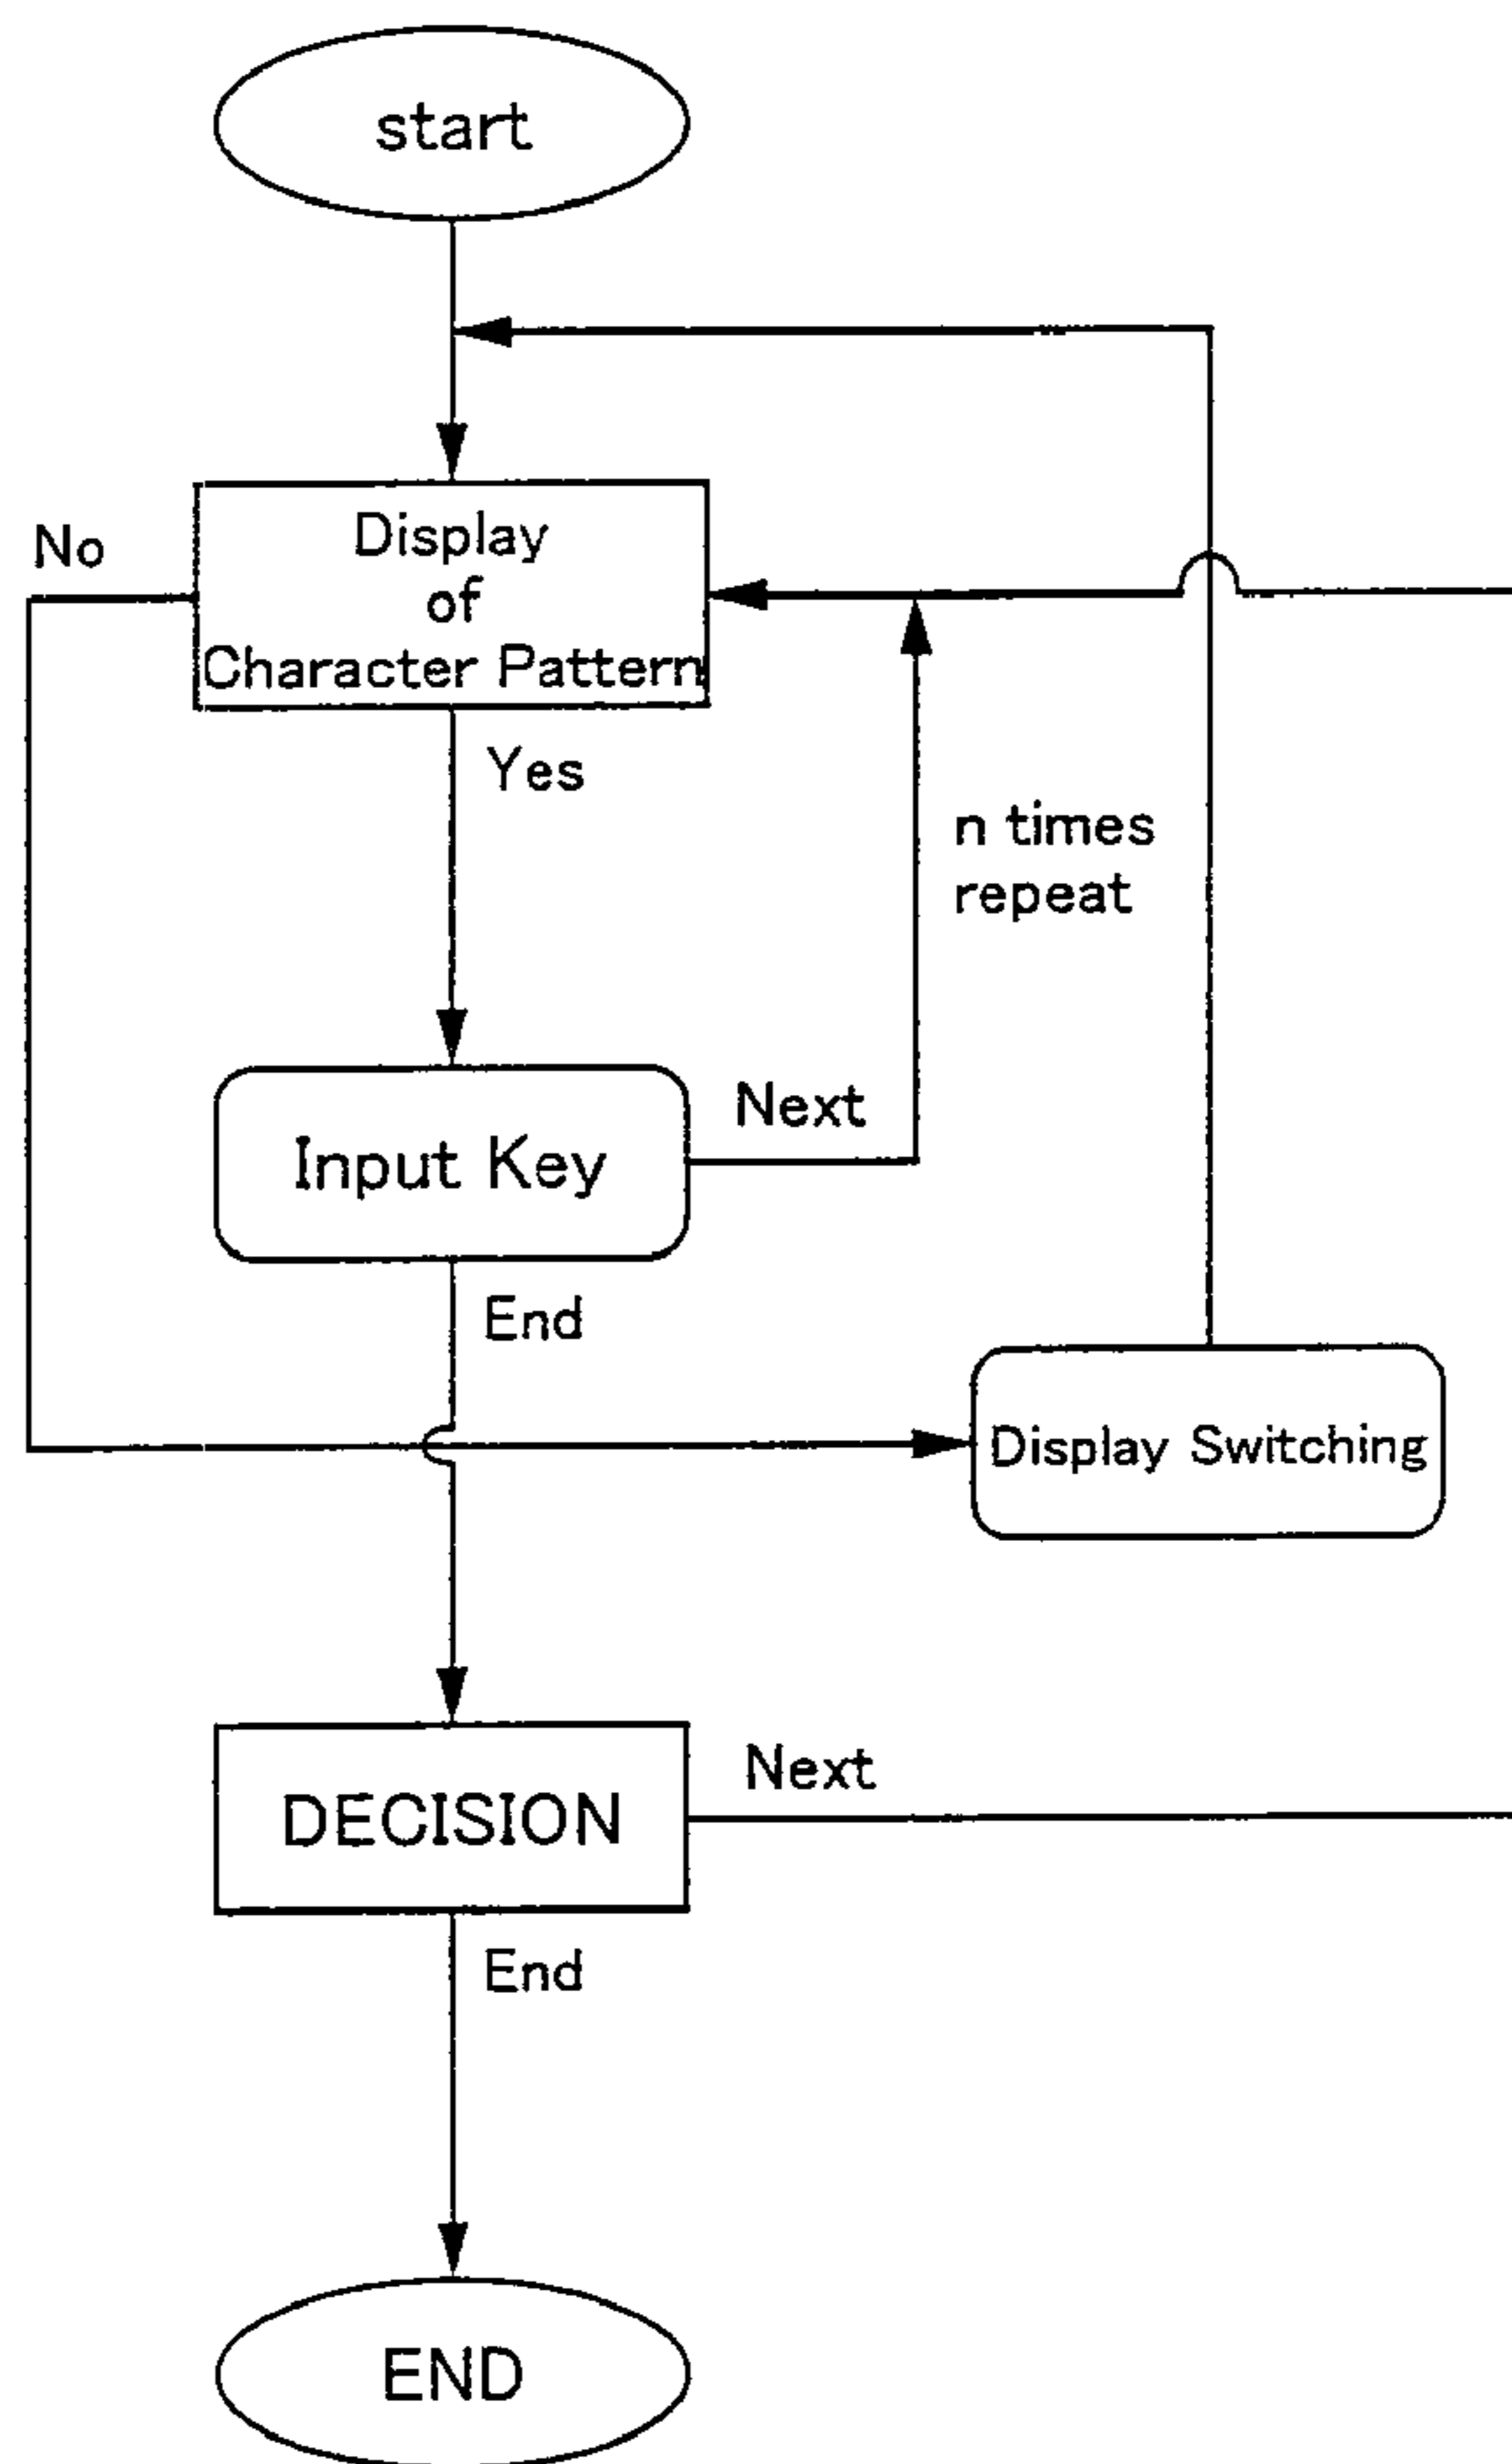 start
No
Display
of
Character Pattern
Yes
n times
repeat
Next
Input Key
End
Display Switching
Next
DECISION
End
END